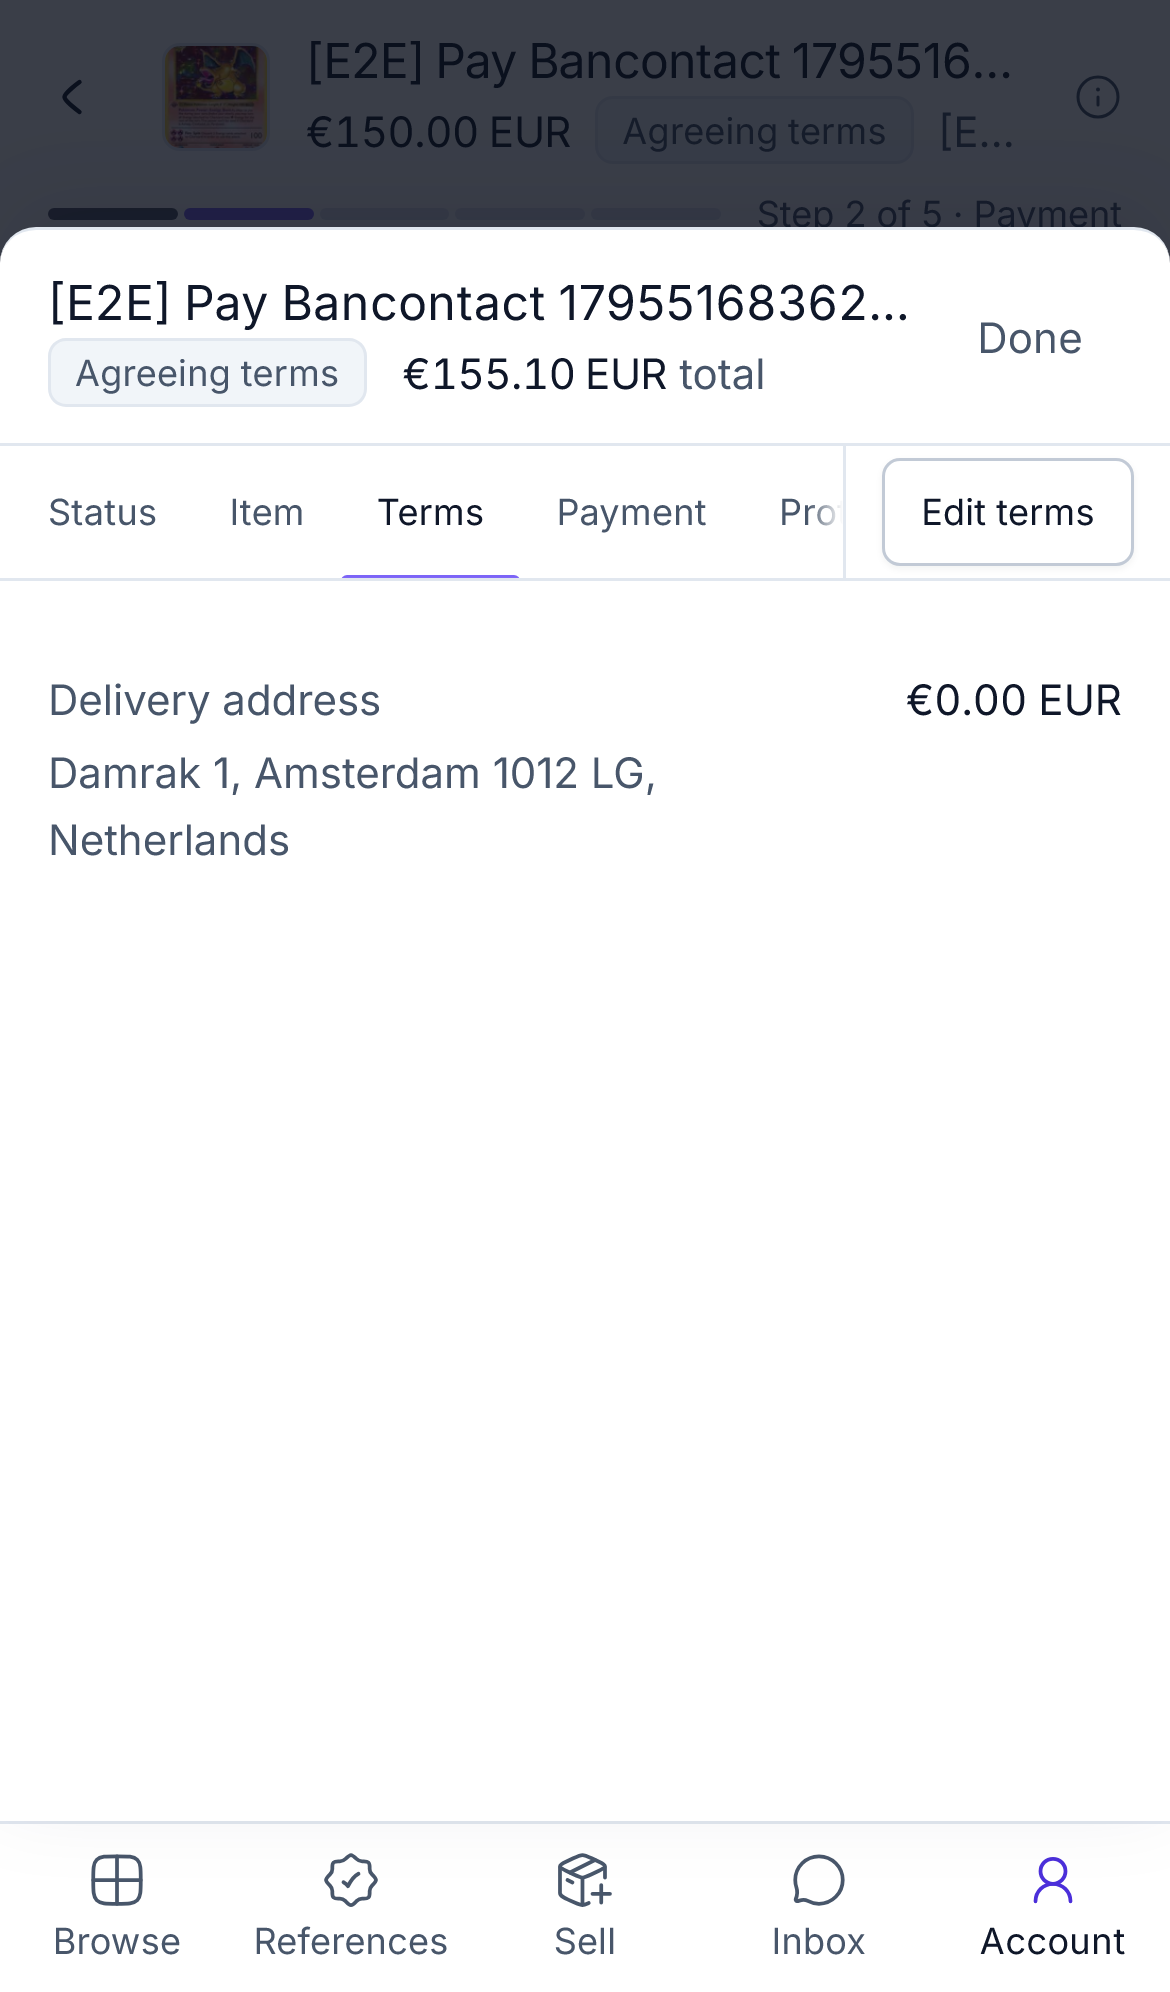 [E2E] Pay Bancontact 1795516...
€150.00 EUR Agreeing terms [E...
Step 2 of 5 · Payment
[E2E] Pay Bancontact 17955168362...
Agreeing terms €155.10 EUR total
Done
Status Item Terms Payment Pro
Edit terms
Delivery address €0.00 EUR
Damrak 1, Amsterdam 1012 LG,
Netherlands
Browse References Sell Inbox Account